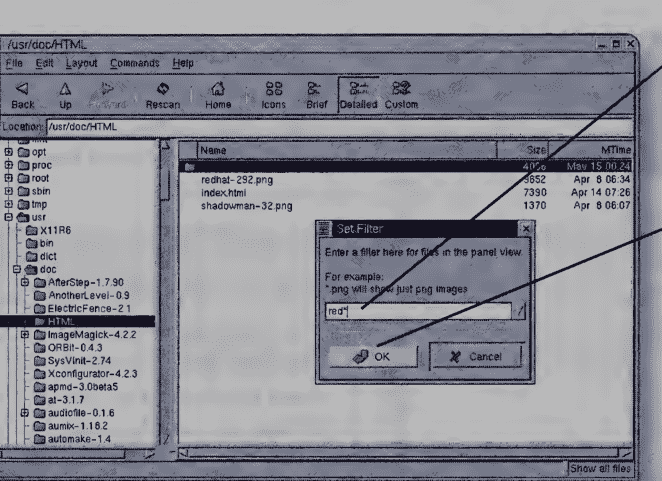 /usr/doc/HTML
File Edit Layout Commands Help
Back Up Forward Rescan Home Icons Brief Detailed Custom
Location: /usr/doc/HTML
opt
proc
root
sbin
tmp
usr
X11R6
bin
dict
doc
AfterStep-1.7.90
AnotherLevel-0.9
ElectricFence-2.1
HTML
ImageMagick-4.2.2
ORBit-0.4.3
SysVinit-2.74
Xconfigurator-4.2.3
apmd-3.0beta5
at-3.1.7
audiofile-0.1.6
aumix-1.18.2
automake-1.4
Name Size MTime
4096 May 15 00:24
redhat-292.png 9652 Apr 8 06:34
index.html 7390 Apr 14 07:26
shadowman-32.png 1370 Apr 8 06:07
Set Filter
Enter a filter here for files in the panel view
For example:
*.png will show just png images
red*
OK Cancel
Show all files